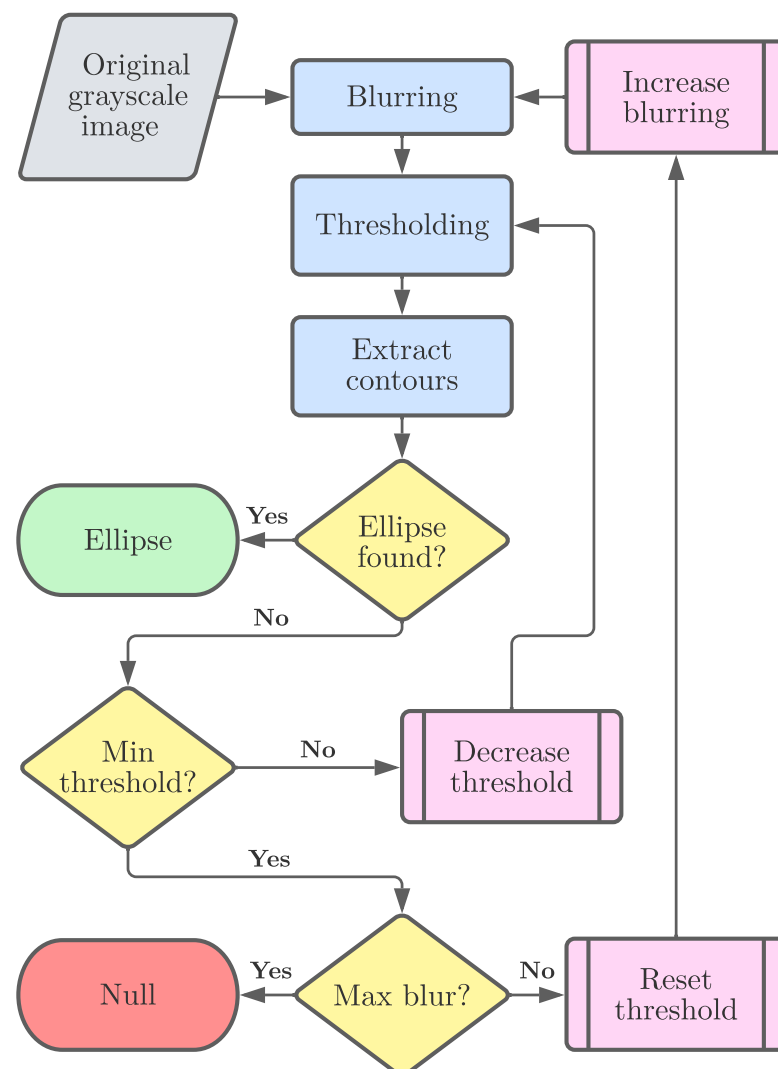 Original
grayscale
image
Blurring
Increase
blurring
Thresholding
Extract
contours
Ellipse
Yes
Ellipse
found?
No
Min
threshold?
No
Decrease
threshold
Yes
Null
Yes
Max blur?
No
Reset
threshold